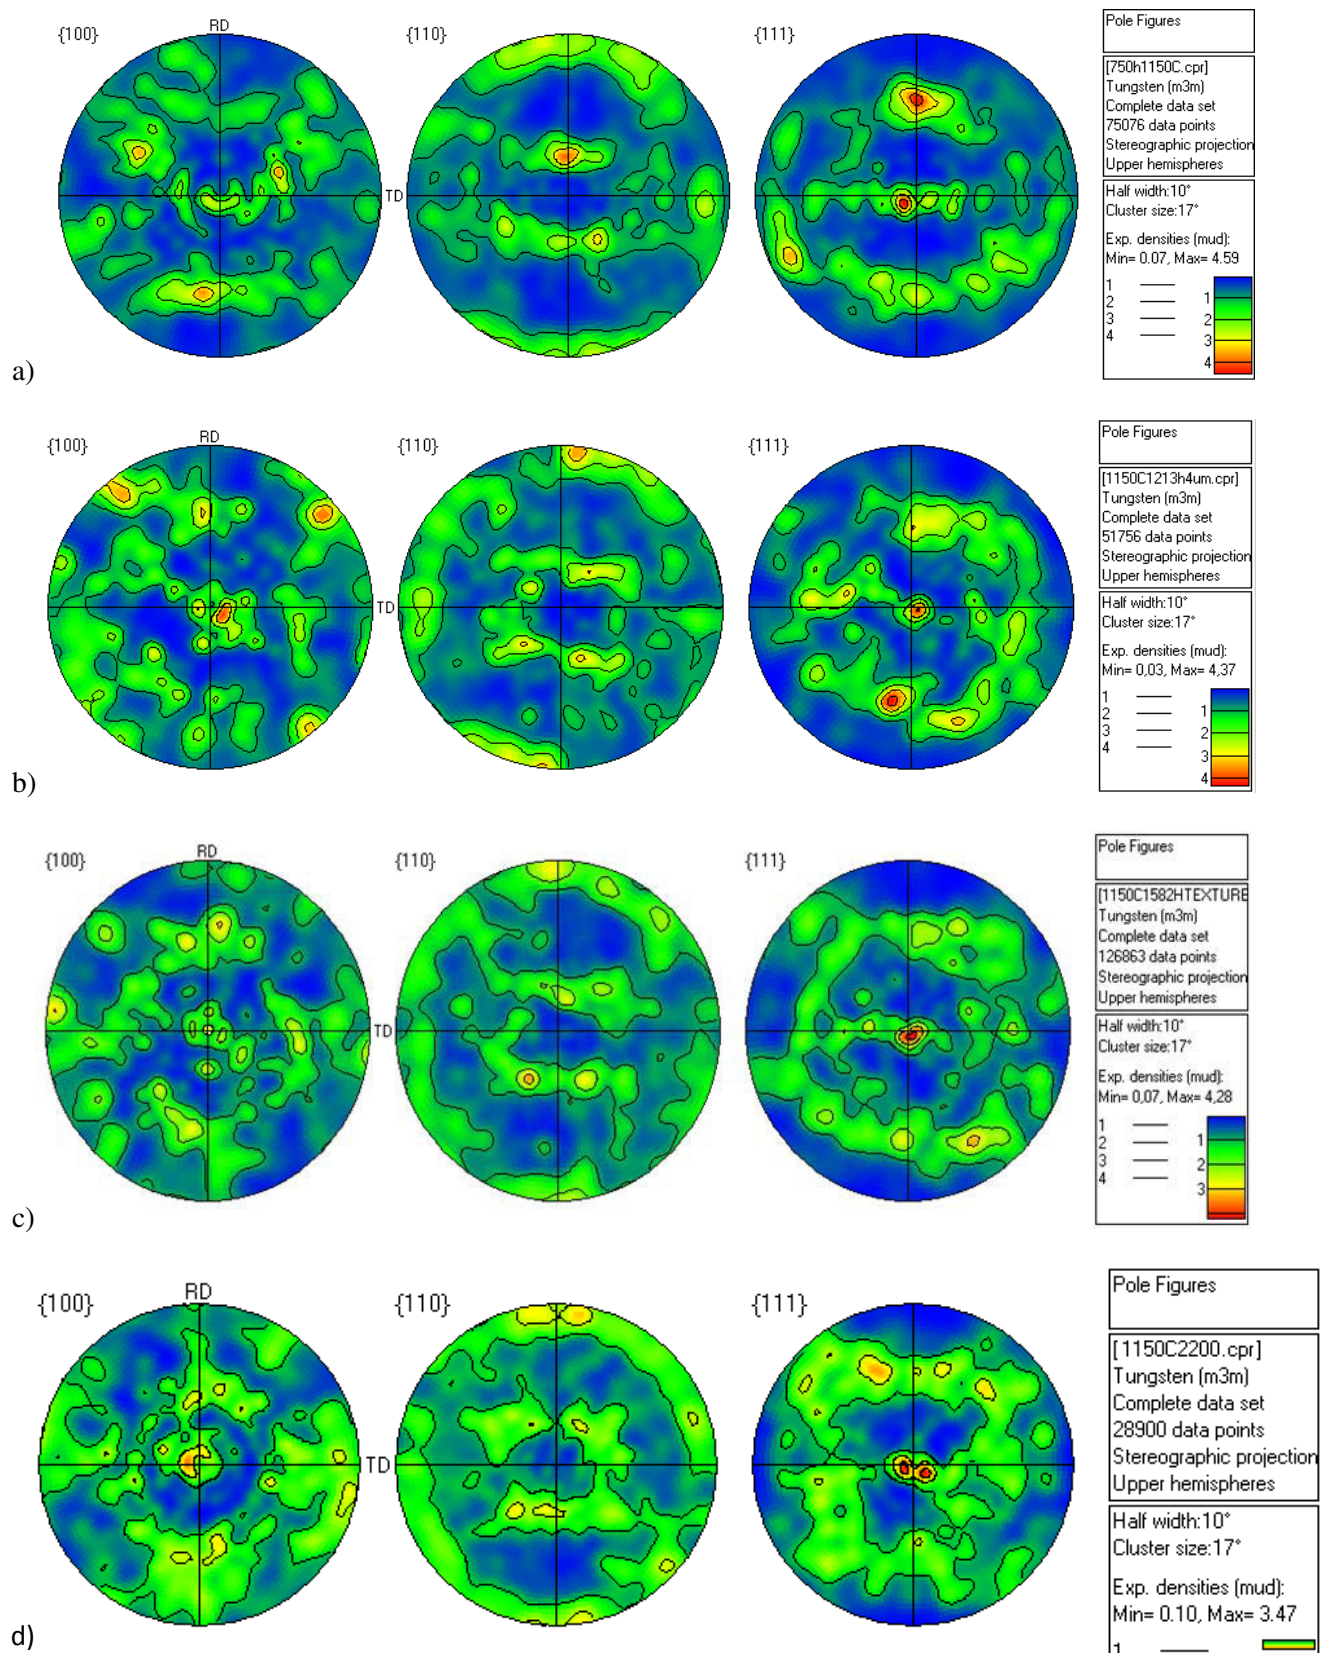 {100}
RD
{110}
{111}
TD
Pole Figures
[750h1150C.cpr]
Tungsten (m3m)
Complete data set
75076 data points
Stereographic projection
Upper hemispheres
Half width:10°
Cluster size:17°
Exp. densities (mud):
Min= 0.07, Max= 4.59
1
2
3
4
1
2
3
4
a)
{100}
RD
{110}
{111}
TD
Pole Figures
[1150C1213h4um.cpr]
Tungsten (m3m)
Complete data set
51756 data points
Stereographic projection
Upper hemispheres
Half width:10°
Cluster size:17°
Exp. densities (mud):
Min= 0,03, Max= 4,37
1
2
3
4
1
2
3
4
b)
{100}
RD
{110}
{111}
TD
Pole Figures
[1150C1582HTEXTURE
Tungsten (m3m)
Complete data set
126863 data points
Stereographic projection
Upper hemispheres
Half width:10°
Cluster size:17°
Exp. densities (mud):
Min= 0,07, Max= 4,28
1
2
3
4
1
2
3
c)
{100}
RD
{110}
{111}
TD
Pole Figures
[1150C2200.cpr]
Tungsten (m3m)
Complete data set
28900 data points
Stereographic projection
Upper hemispheres
Half width:10°
Cluster size:17°
Exp. densities (mud):
Min= 0.10, Max= 3.47
1
d)